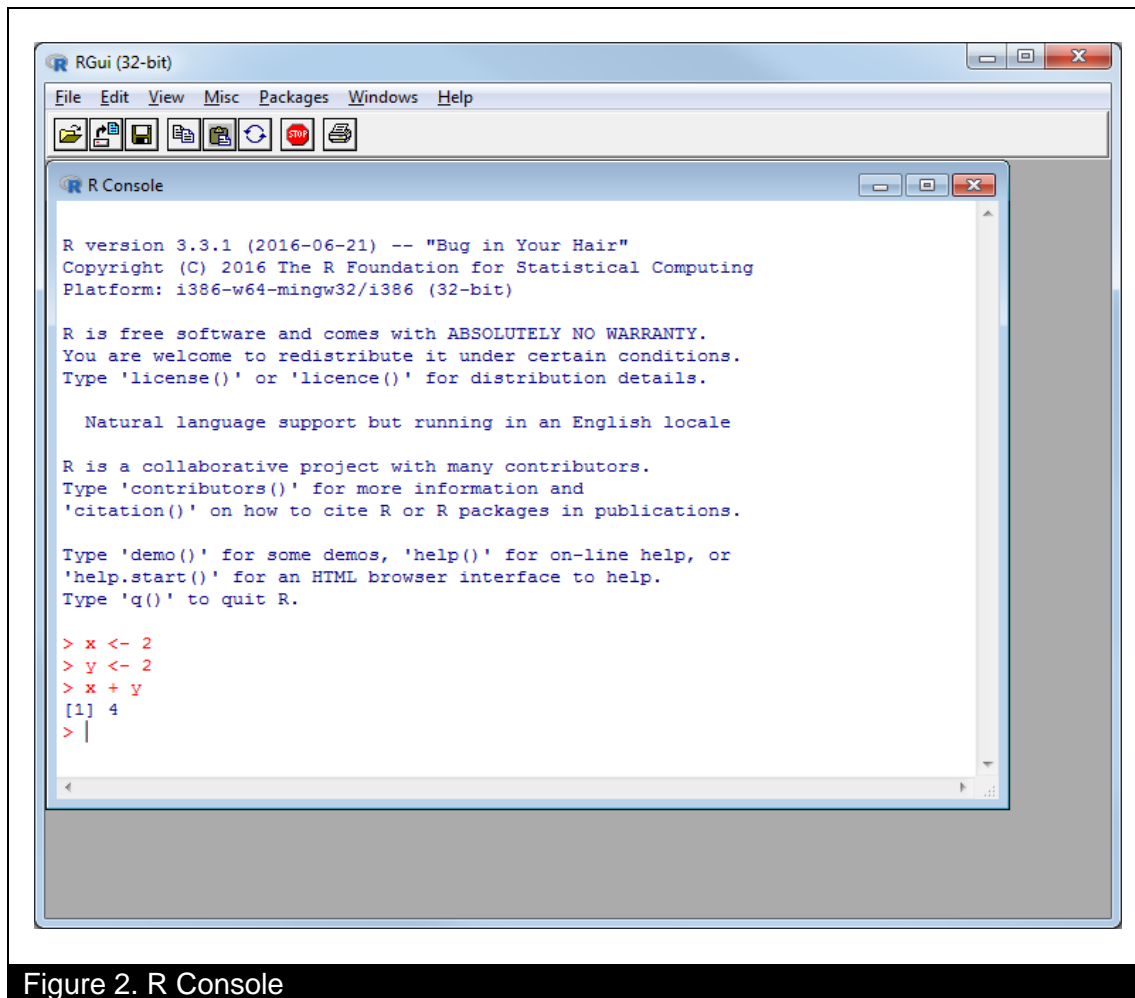 RGui (32-bit)
File Edit View Misc Packages Windows Help
STOP
R Console
R version 3.3.1 (2016-06-21) -- "Bug in Your Hair"
Copyright (C) 2016 The R Foundation for Statistical Computing
Platform: i386-w64-mingw32/i386 (32-bit)
R is free software and comes with ABSOLUTELY NO WARRANTY.
You are welcome to redistribute it under certain conditions.
Type 'license()' or 'licence()' for distribution details.
Natural language support but running in an English locale
R is a collaborative project with many contributors.
Type 'contributors()' for more information and
'citation()' on how to cite R or R packages in publications.
Type 'demo()' for some demos, 'help()' for on-line help, or
'help.start()' for an HTML browser interface to help.
Type 'q()' to quit R.
> x <- 2
> y <- 2
> x + y
[1] 4
>
Figure 2. R Console